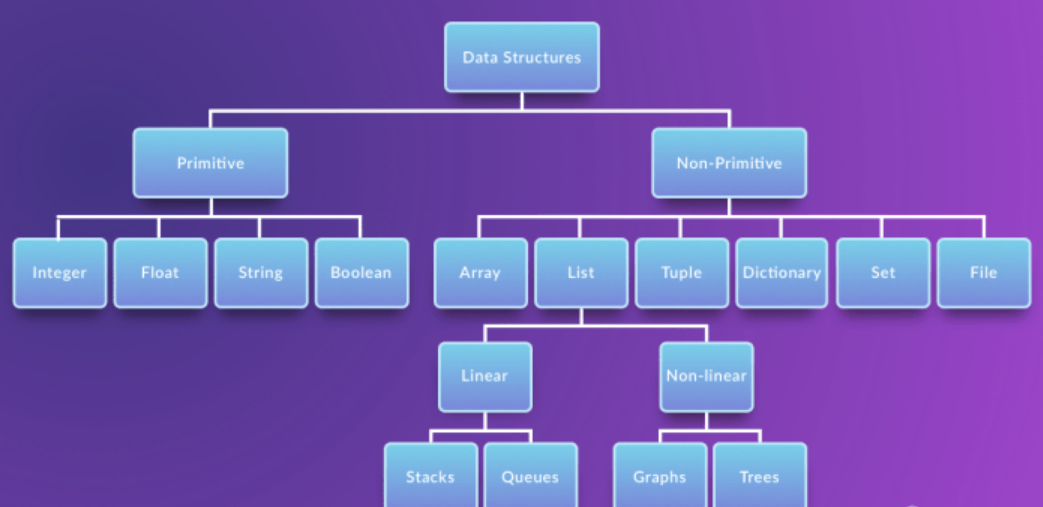 Data Structures
Primitive
Non-Primitive
Integer
Float
String
Boolean
Array
List
Tuple
Dictionary
Set
File
Linear
Non-linear
Stacks
Queues
Graphs
Trees